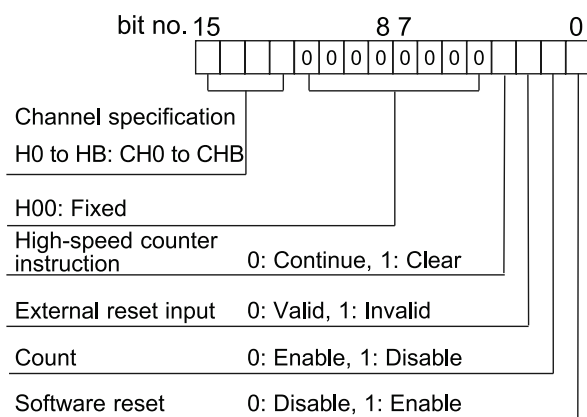 bit no. 15 8 7 0
0 0 0 0 0 0 0 0
Channel specification
H0 to HB: CH0 to CHB
H00: Fixed
High-speed counter
instruction 0: Continue, 1: Clear
External reset input 0: Valid, 1: Invalid
Count 0: Enable, 1: Disable
Software reset 0: Disable, 1: Enable